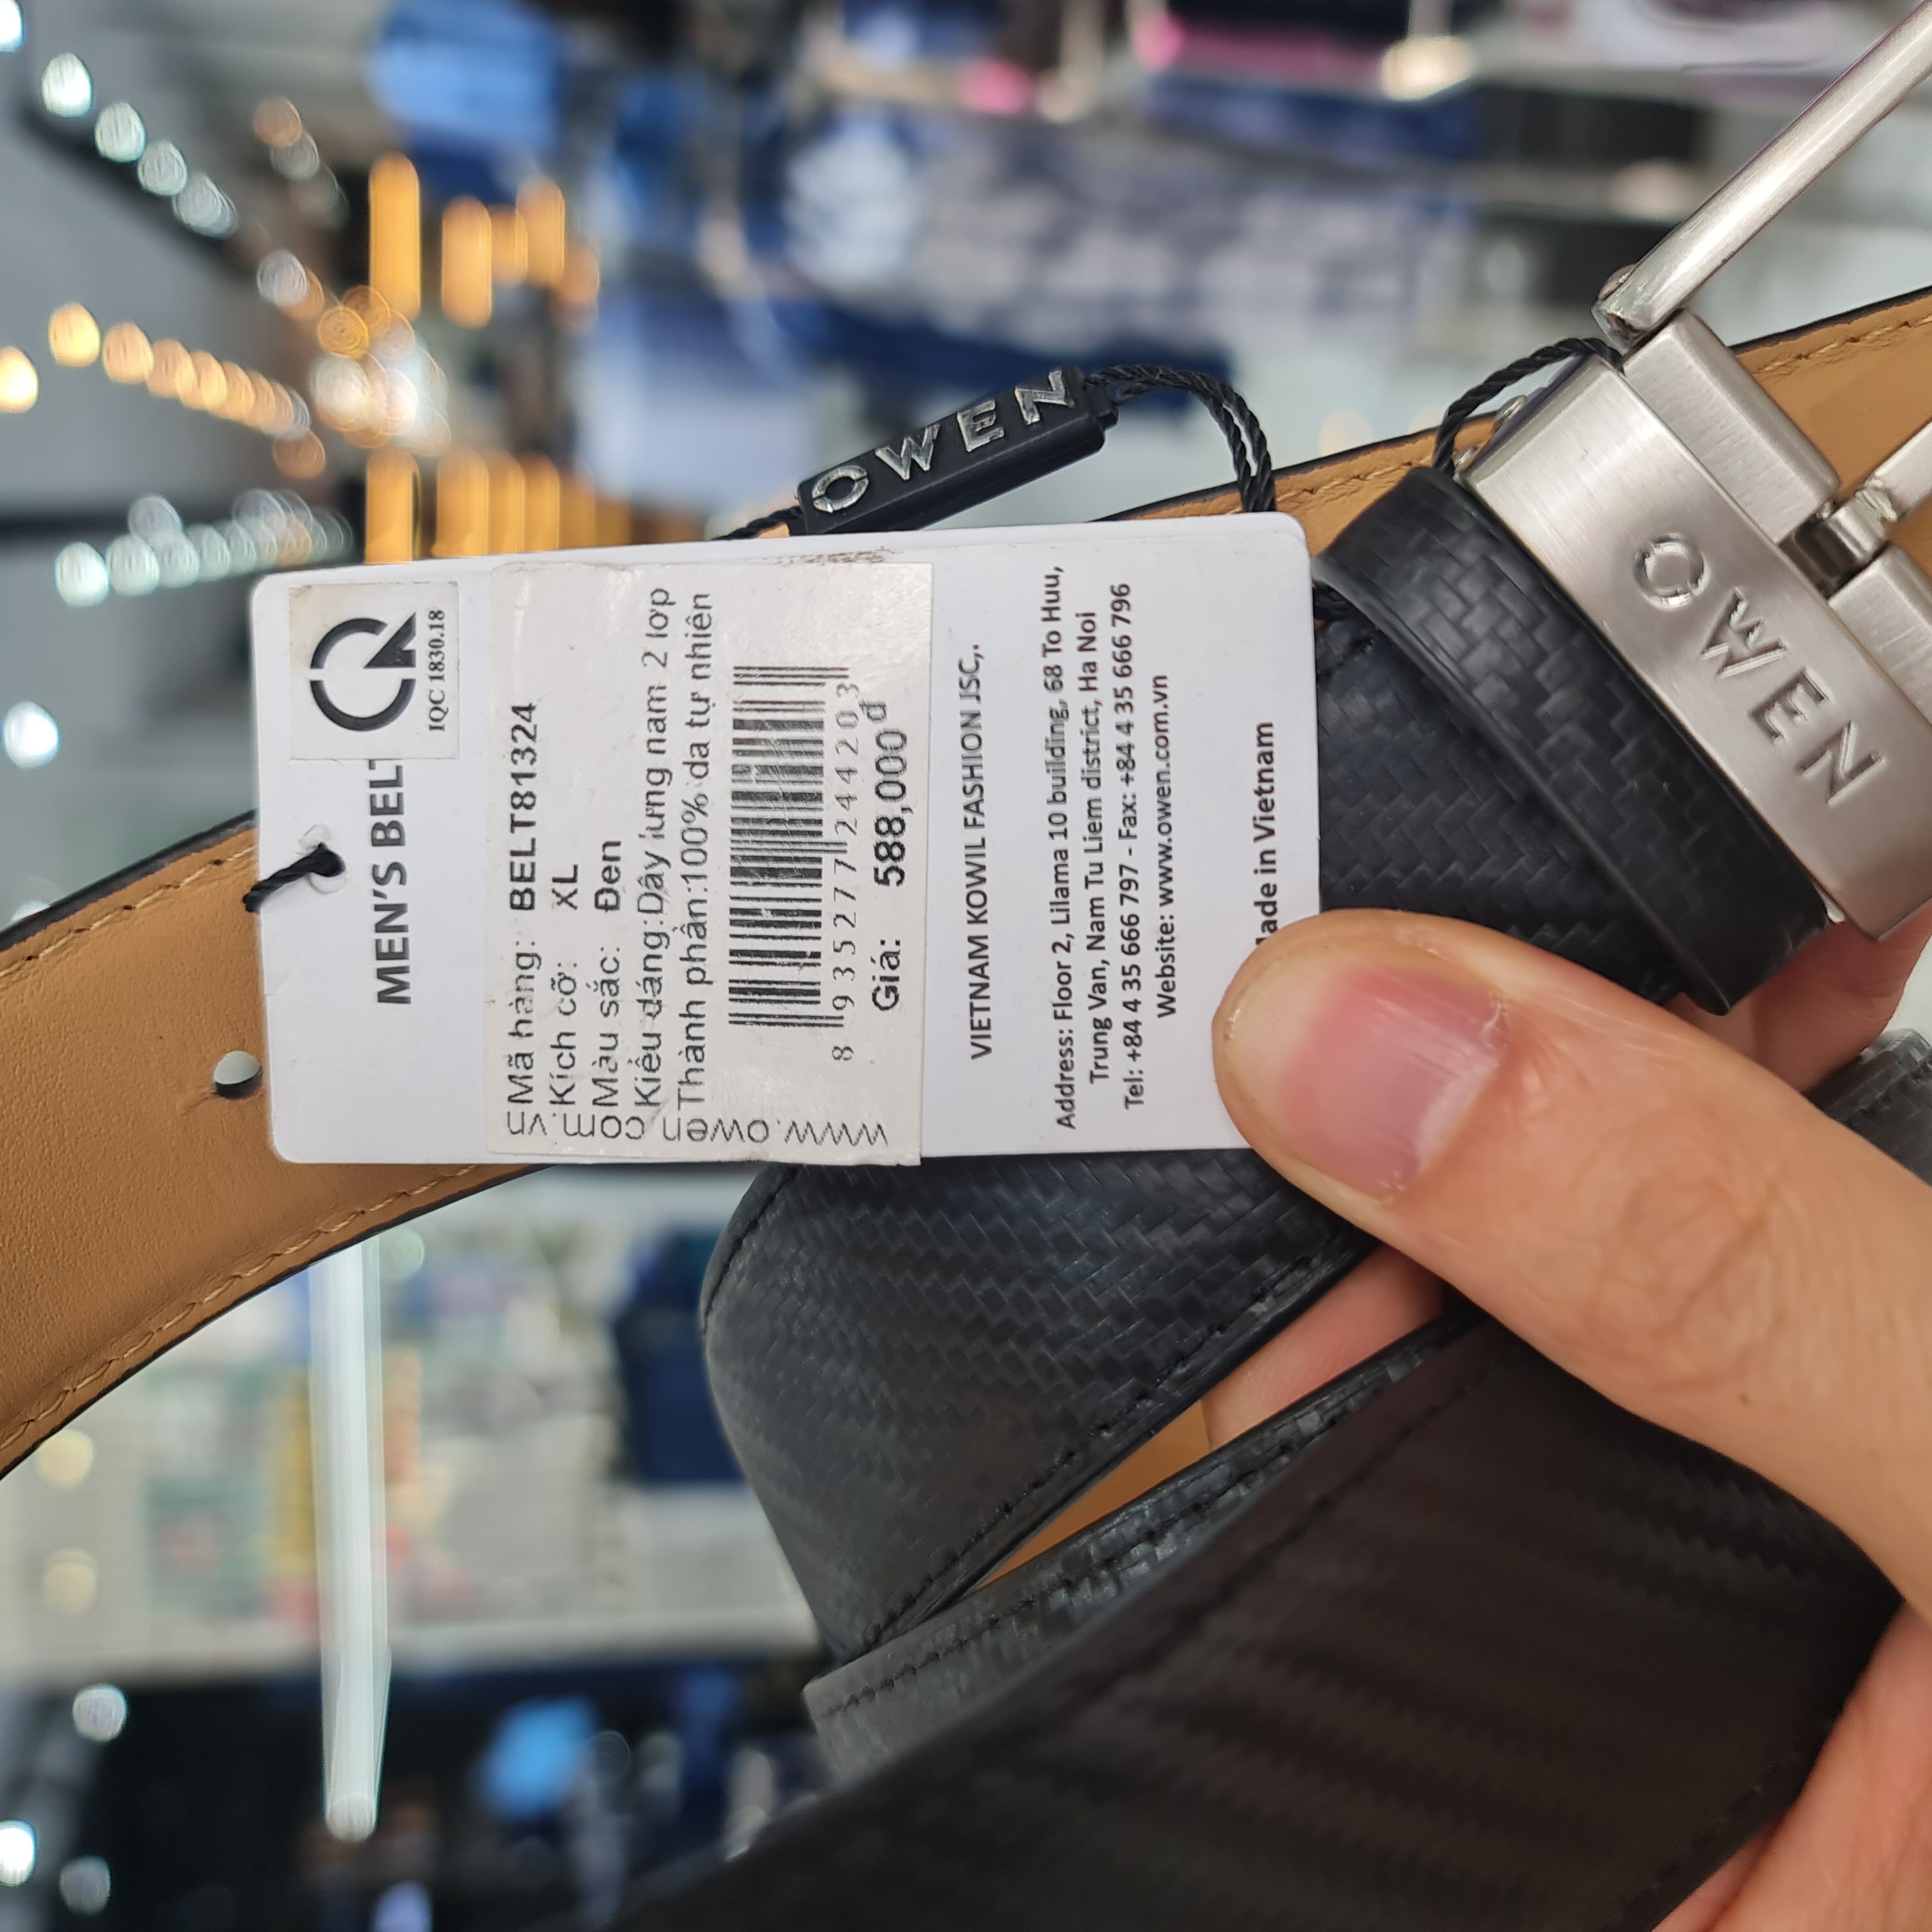 OWEN
OWEN
MEN'S BELT
IQC 1830.18
Mã hàng: BELT81324
Kích cỡ: XL
Màu sắc: Đen
Kiểu dáng:Dây lưng nam 2 lớp
Thành phần:100% da tự nhiên
8 935277 244203
Giá: 588,000đ
www.owen.com.vn
VIETNAM KOWIL FASHION JSC,.
Address: Floor 2, Lilama 10 building, 68 To Huu,
Trung Van, Nam Tu Liem district, Ha Noi
Tel: +84 4 35 666 797 - Fax: +84 4 35 666 796
Website: www.owen.com.vn
ade in Vietnam